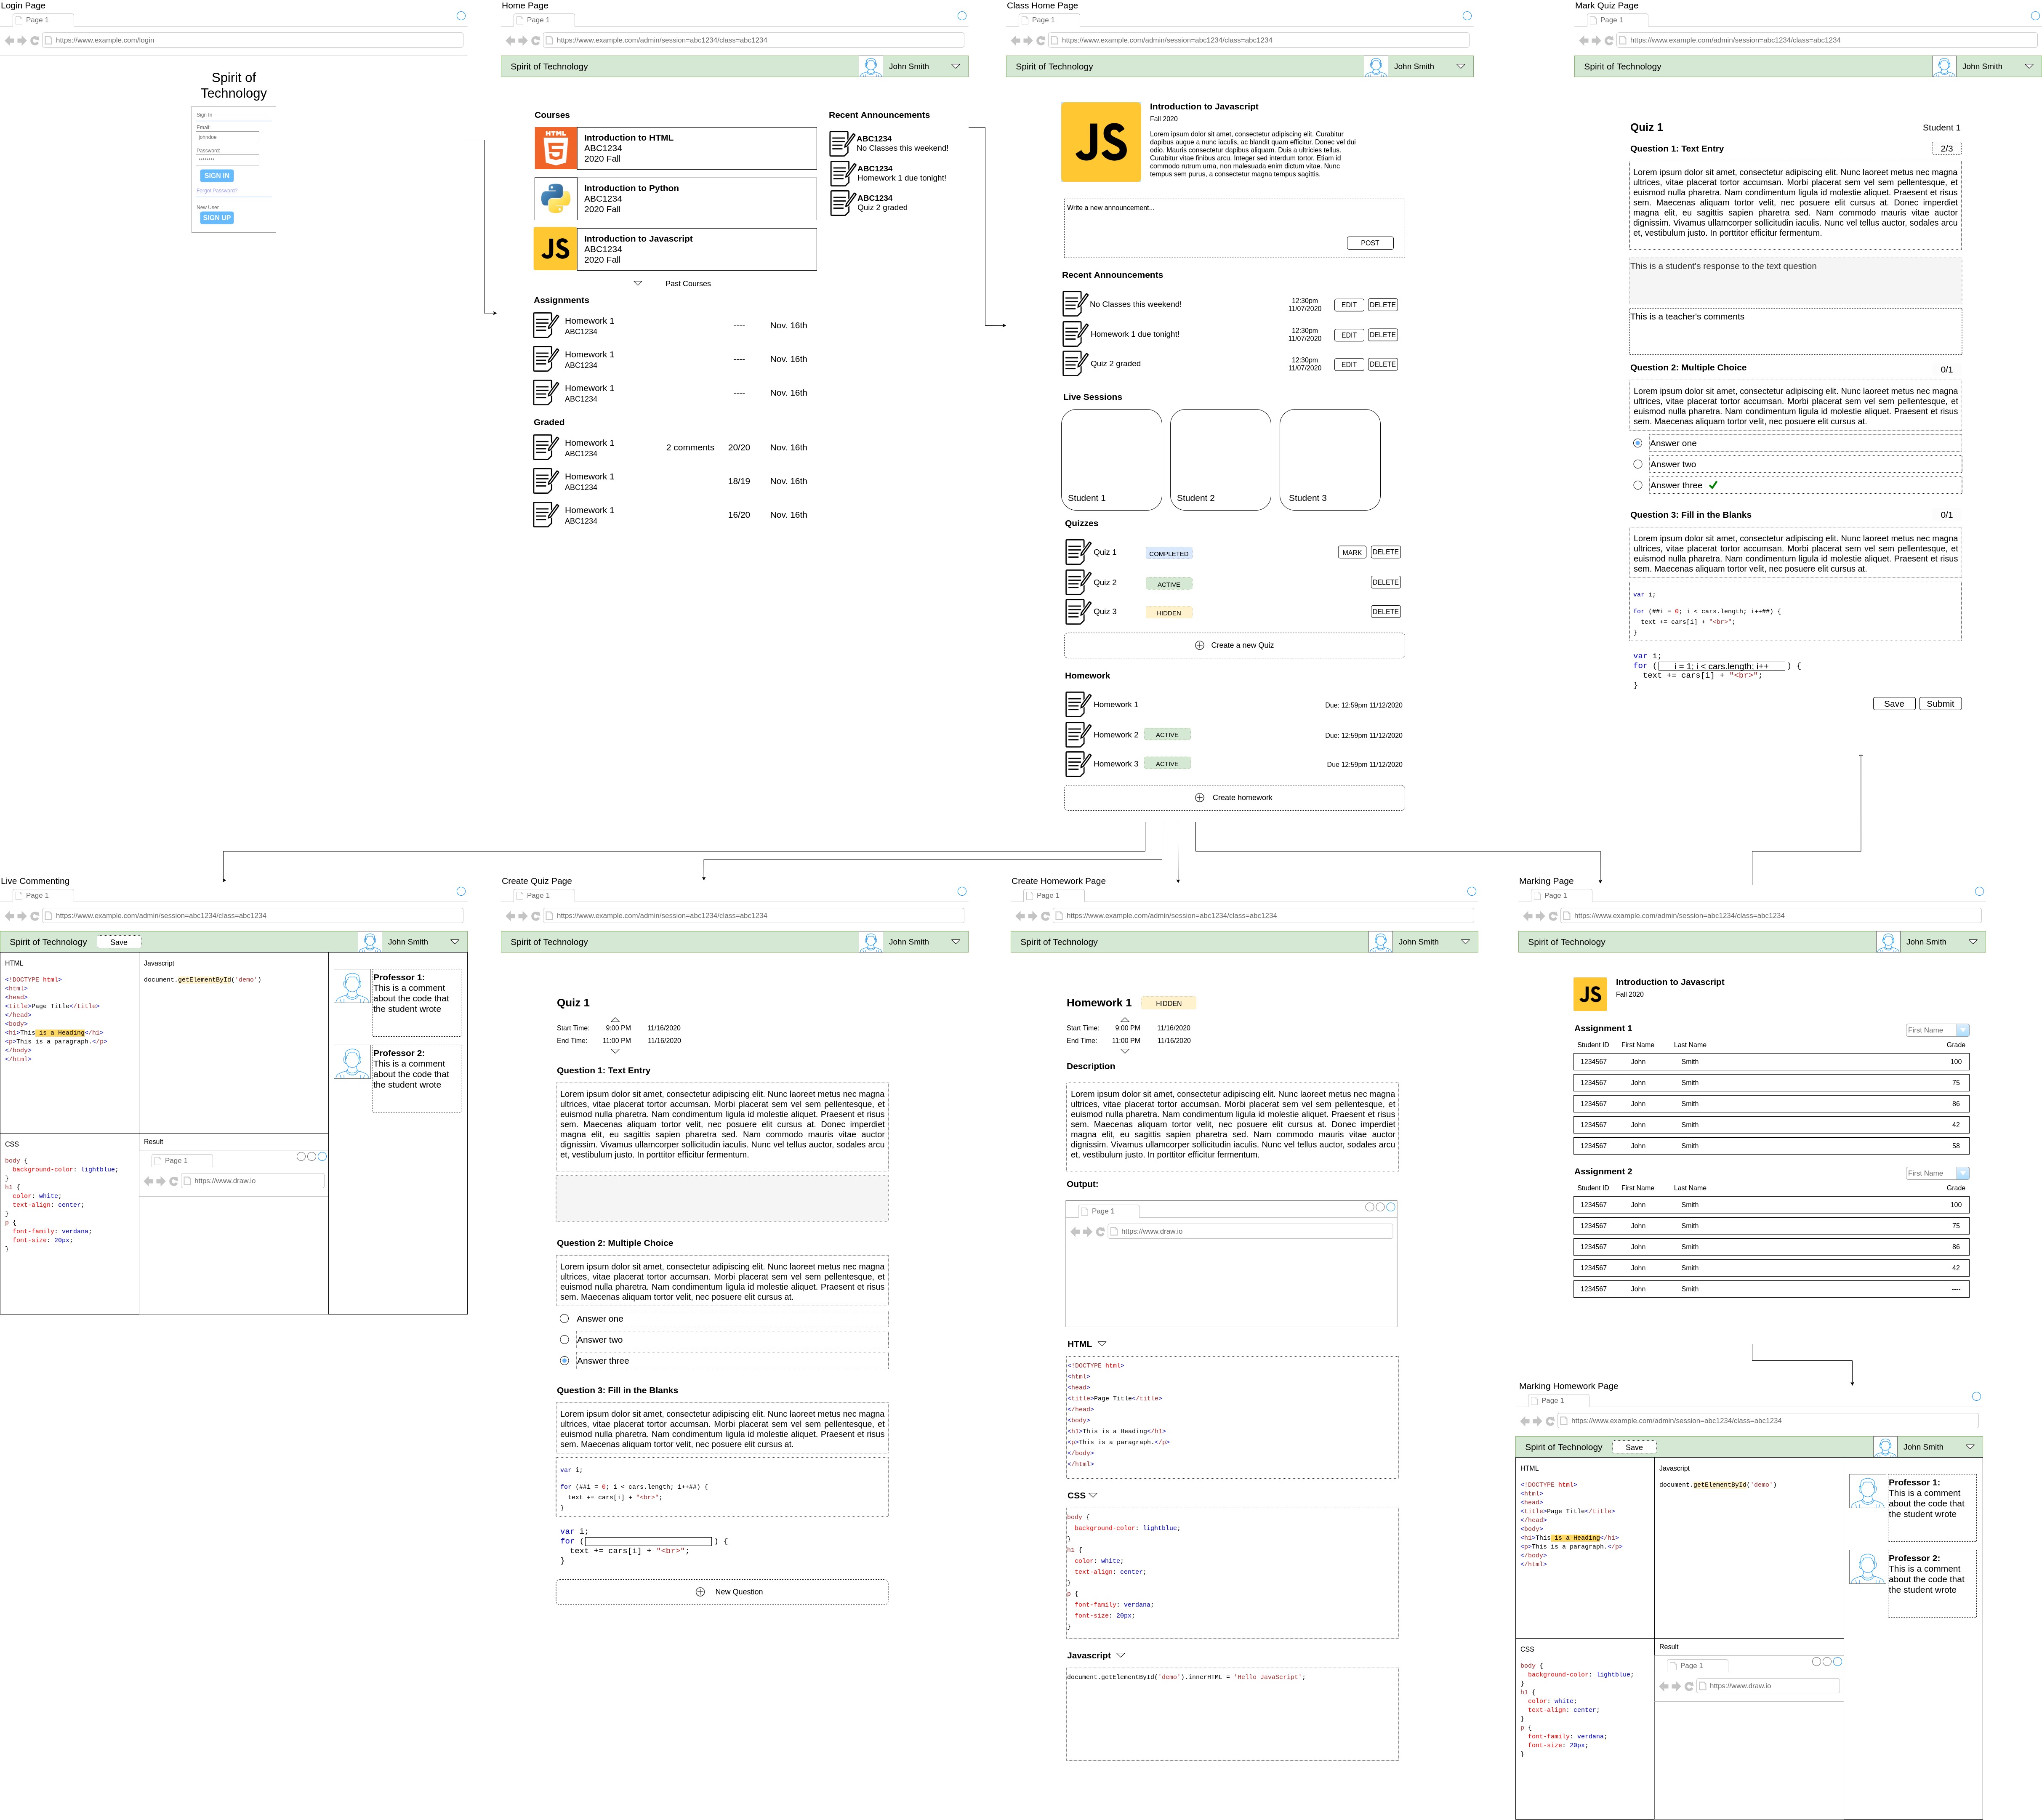 Login Page
Page 1
https://www.example.com/login
Spirit of
Technology
Sign in
Email:
johndoe
Password:
********
SIGN IN
Forgot Password?
New User
SIGN UP
Home Page
Page 1
https://www.example.com/admin/session=abc1234/class=abc1234
Spirit of Technology
John Smith
Courses
HTML
5
Introduction to HTML
ABC1234
2020 Fall
Introduction to Python
ABC1234
2020 Fall
JS
Introduction to Javascript
ABC1234
2020 Fall
Past Courses
Recent Announcements
ABC1234
No Classes this weekend!
ABC1234
Homework 1 due tonight!
ABC1234
Quiz 2 graded
Assignments
Homework 1 ---- Nov. 16th
ABC1234
Homework 1 ---- Nov. 16th
ABC1234
Homework 1 ---- Nov. 16th
ABC1234
Graded
Homework 1 2 comments 20/20 Nov. 16th
ABC1234
Homework 1 18/19 Nov. 16th
ABC1234
Homework 1 16/20 Nov. 16th
ABC1234
Class Home Page
Page 1
https://www.example.com/admin/session=abc1234/class=abc1234
Spirit of Technology
John Smith
JS
Introduction to Javascript
Fall 2020
Lorem ipsum dolor sit amet, consectetur adipiscing elit. Curabitur
dapibus augue a nunc iaculis, ac blandit quam efficitur. Donec vel dui
odio. Mauris consectetur dapibus aliquam. Duis a ultricies tellus.
Curabitur vitae finibus arcu. Integer sed interdum tortor. Etiam id
commodo rutrum urna, non malesuada enim dictum vitae. Nunc
tempus sem purus, a consectetur magna tempus sagittis.
Write a new announcement...
POST
Recent Announcements
No Classes this weekend! 12:30pm 11/07/2020 EDIT DELETE
Homework 1 due tonight! 12:30pm 11/07/2020 EDIT DELETE
Quiz 2 graded 12:30pm 11/07/2020 EDIT DELETE
Live Sessions
Student 1 Student 2 Student 3
Quizzes
Quiz 1 COMPLETED MARK DELETE
Quiz 2 ACTIVE DELETE
Quiz 3 HIDDEN DELETE
Create a new Quiz
Homework
Homework 1 Due: 12:59pm 11/12/2020
Homework 2 ACTIVE Due: 12:59pm 11/12/2020
Homework 3 ACTIVE Due 12:59pm 11/12/2020
Create homework
Mark Quiz Page
Page 1
https://www.example.com/admin/session=abc1234/class=abc1234
Spirit of Technology
John Smith
Quiz 1 Student 1
Question 1: Text Entry 2/3
Lorem ipsum dolor sit amet, consectetur adipiscing elit. Nunc laoreet metus nec magna
ultrices, vitae placerat tortor accumsan. Morbi placerat sem vel sem pellentesque, et
euismod nulla pharetra. Nam condimentum ligula id molestie aliquet. Praesent et risus
sem. Maecenas aliquam tortor velit, nec posuere elit cursus at. Donec imperdiet
magna elit, eu sagittis sapien pharetra sed. Nam commodo mauris vitae auctor
dignissim. Vivamus ullamcorper sollicitudin iaculis. Nunc vel tellus auctor, sodales arcu
et, vestibulum justo. In porttitor efficitur fermentum.
This is a student's response to the text question
This is a teacher's comments
Question 2: Multiple Choice 0/1
Lorem ipsum dolor sit amet, consectetur adipiscing elit. Nunc laoreet metus nec magna
ultrices, vitae placerat tortor accumsan. Morbi placerat sem vel sem pellentesque, et
euismod nulla pharetra. Nam condimentum ligula id molestie aliquet. Praesent et risus
sem. Maecenas aliquam tortor velit, nec posuere elit cursus at.
Answer one
Answer two
Answer three
Question 3: Fill in the Blanks 0/1
Lorem ipsum dolor sit amet, consectetur adipiscing elit. Nunc laoreet metus nec magna
ultrices, vitae placerat tortor accumsan. Morbi placerat sem vel sem pellentesque, et
euismod nulla pharetra. Nam condimentum ligula id molestie aliquet. Praesent et risus
sem. Maecenas aliquam tortor velit, nec posuere elit cursus at.
var i;
for (##i = 0; i < cars.length; i++##) {
text += cars[i] + "<br>";
}
var i;
for ( i = 1; i < cars.length; i++ ) {
text += cars[i] + "<br>";
}
Save Submit
Live Commenting
Page 1
https://www.example.com/admin/session=abc1234/class=abc1234
Spirit of Technology Save
John Smith
HTML
<!DOCTYPE html>
<html>
<head>
<title>Page Title</title>
</head>
<body>
<h1>This is a Heading</h1>
<p>This is a paragraph.</p>
</body>
</html>
Javascript
document.getElementById('demo')
Professor 1:
This is a comment
about the code that
the student wrote
Professor 2:
This is a comment
about the code that
the student wrote
CSS
body {
background-color: lightblue;
}
h1 {
color: white;
text-align: center;
}
p {
font-family: verdana;
font-size: 20px;
}
Result
Page 1
https://www.draw.io
Create Quiz Page
Page 1
https://www.example.com/admin/session=abc1234/class=abc1234
Spirit of Technology
John Smith
Quiz 1
Start Time: 9:00 PM 11/16/2020
End Time: 11:00 PM 11/16/2020
Question 1: Text Entry
Lorem ipsum dolor sit amet, consectetur adipiscing elit. Nunc laoreet metus nec magna
ultrices, vitae placerat tortor accumsan. Morbi placerat sem vel sem pellentesque, et
euismod nulla pharetra. Nam condimentum ligula id molestie aliquet. Praesent et risus
sem. Maecenas aliquam tortor velit, nec posuere elit cursus at. Donec imperdiet
magna elit, eu sagittis sapien pharetra sed. Nam commodo mauris vitae auctor
dignissim. Vivamus ullamcorper sollicitudin iaculis. Nunc vel tellus auctor, sodales arcu
et, vestibulum justo. In porttitor efficitur fermentum.
Question 2: Multiple Choice
Lorem ipsum dolor sit amet, consectetur adipiscing elit. Nunc laoreet metus nec magna
ultrices, vitae placerat tortor accumsan. Morbi placerat sem vel sem pellentesque, et
euismod nulla pharetra. Nam condimentum ligula id molestie aliquet. Praesent et risus
sem. Maecenas aliquam tortor velit, nec posuere elit cursus at.
Answer one
Answer two
Answer three
Question 3: Fill in the Blanks
Lorem ipsum dolor sit amet, consectetur adipiscing elit. Nunc laoreet metus nec magna
ultrices, vitae placerat tortor accumsan. Morbi placerat sem vel sem pellentesque, et
euismod nulla pharetra. Nam condimentum ligula id molestie aliquet. Praesent et risus
sem. Maecenas aliquam tortor velit, nec posuere elit cursus at.
var i;
for (##i = 0; i < cars.length; i++##) {
text += cars[i] + "<br>";
}
var i;
for ( ) {
text += cars[i] + "<br>";
}
New Question
Create Homework Page
Page 1
https://www.example.com/admin/session=abc1234/class=abc1234
Spirit of Technology
John Smith
Homework 1 HIDDEN
Start Time: 9:00 PM 11/16/2020
End Time: 11:00 PM 11/16/2020
Description
Lorem ipsum dolor sit amet, consectetur adipiscing elit. Nunc laoreet metus nec magna
ultrices, vitae placerat tortor accumsan. Morbi placerat sem vel sem pellentesque, et
euismod nulla pharetra. Nam condimentum ligula id molestie aliquet. Praesent et risus
sem. Maecenas aliquam tortor velit, nec posuere elit cursus at. Donec imperdiet
magna elit, eu sagittis sapien pharetra sed. Nam commodo mauris vitae auctor
dignissim. Vivamus ullamcorper sollicitudin iaculis. Nunc vel tellus auctor, sodales arcu
et, vestibulum justo. In porttitor efficitur fermentum.
Output:
Page 1
https://www.draw.io
HTML
<!DOCTYPE html>
<html>
<head>
<title>Page Title</title>
</head>
<body>
<h1>This is a Heading</h1>
<p>This is a paragraph.</p>
</body>
</html>
CSS
body {
background-color: lightblue;
}
h1 {
color: white;
text-align: center;
}
p {
font-family: verdana;
font-size: 20px;
}
Javascript
document.getElementById('demo').innerHTML = 'Hello JavaScript';
Marking Page
Page 1
https://www.example.com/admin/session=abc1234/class=abc1234
Spirit of Technology
John Smith
JS
Introduction to Javascript
Fall 2020
Assignment 1 First Name
Student ID First Name Last Name Grade
1234567 John Smith 100
1234567 John Smith 75
1234567 John Smith 86
1234567 John Smith 42
1234567 John Smith 58
Assignment 2 First Name
Student ID First Name Last Name Grade
1234567 John Smith 100
1234567 John Smith 75
1234567 John Smith 86
1234567 John Smith 42
1234567 John Smith ----
Marking Homework Page
Page 1
https://www.example.com/admin/session=abc1234/class=abc1234
Spirit of Technology Save
John Smith
HTML
<!DOCTYPE html>
<html>
<head>
<title>Page Title</title>
</head>
<body>
<h1>This is a Heading</h1>
<p>This is a paragraph.</p>
</body>
</html>
Javascript
document.getElementById('demo')
Professor 1:
This is a comment
about the code that
the student wrote
Professor 2:
This is a comment
about the code that
the student wrote
CSS
body {
background-color: lightblue;
}
h1 {
color: white;
text-align: center;
}
p {
font-family: verdana;
font-size: 20px;
}
Result
Page 1
https://www.draw.io